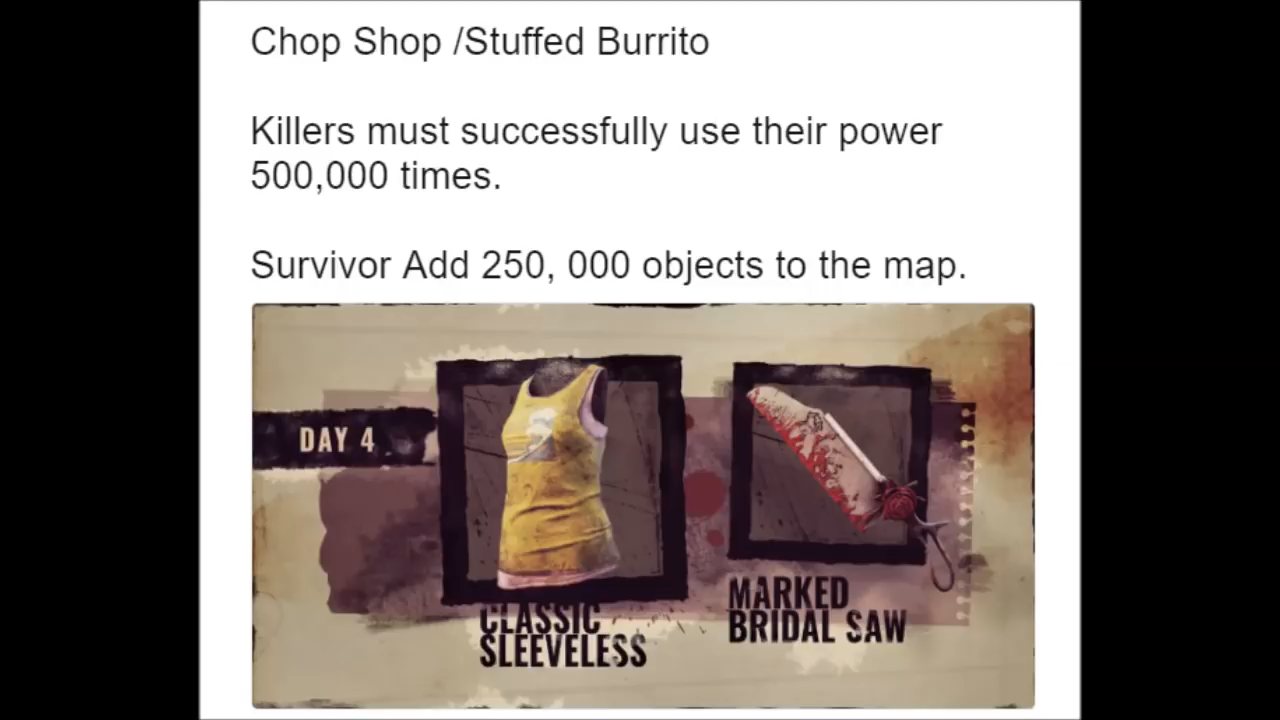 Chop Shop /Stuffed Burrito
Killers must successfully use their power
500,000 times.
Survivor Add 250, 000 objects to the map.
DAY 4
CLASSIC
SLEEVELESS
MARKED
BRIDAL SAW